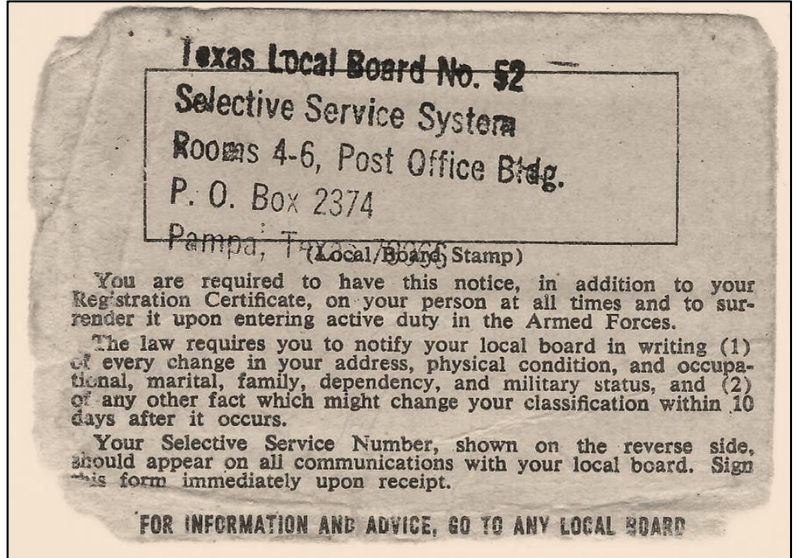 Texas Local Board No. 52
Selective Service System
Rooms 4-6, Post Office Bldg.
P. O. Box 2374
Pampa, Texas
(Local Board Stamp)
You are required to have this notice, in addition to your
Registration Certificate, on your person at all times and to sur-
render it upon entering active duty in the Armed Forces.
The law requires you to notify your local board in writing (1)
of every change in your address, physical condition, and occupa-
tional, marital, family, dependency, and military status, and (2)
of any other fact which might change your classification within 10
days after it occurs.
Your Selective Service Number, shown on the reverse side,
should appear on all communications with your local board. Sign
this form immediately upon receipt.
FOR INFORMATION AND ADVICE, GO TO ANY LOCAL BOARD